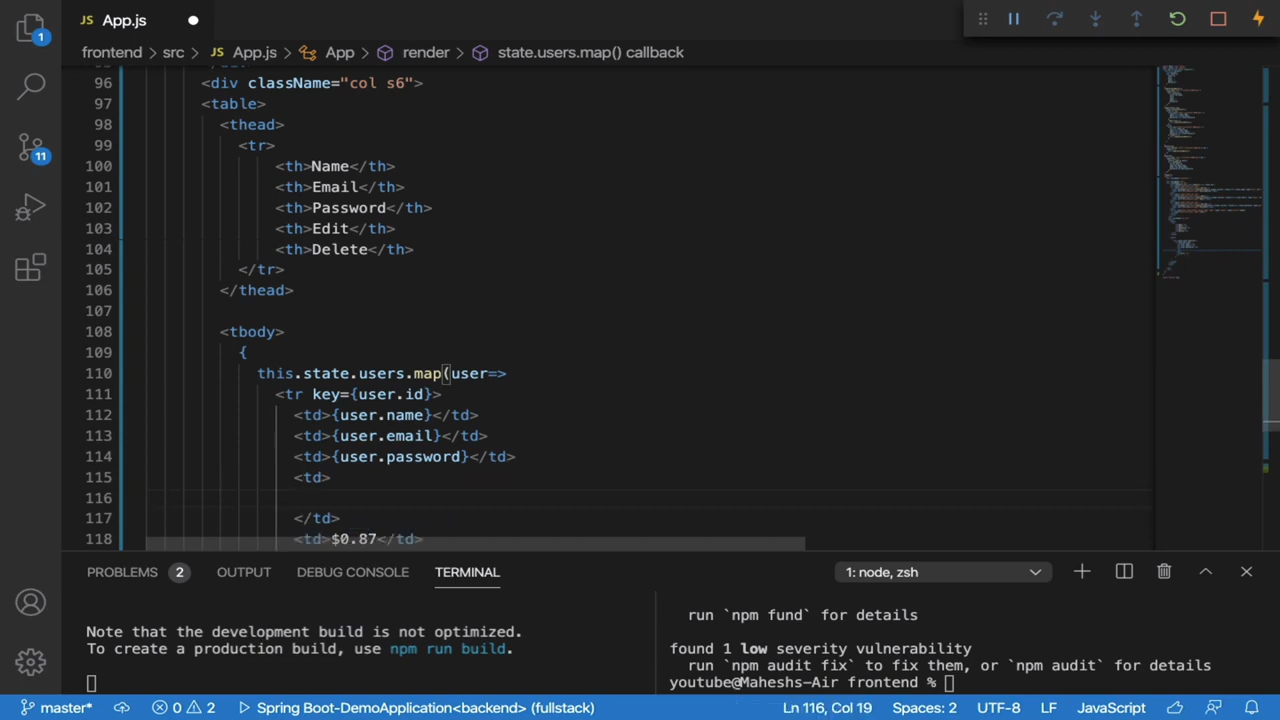 JS App.js
frontend > src > JS App.js > App > render > state.users.map() callback
96 <div className="col s6">
97 <table>
98 <thead>
99 <tr>
100 <th>Name</th>
101 <th>Email</th>
102 <th>Password</th>
103 <th>Edit</th>
104 <th>Delete</th>
105 </tr>
106 </thead>
107
108 <tbody>
109 {
110 this.state.users.map(user=>
111 <tr key={user.id}>
112 <td>{user.name}</td>
113 <td>{user.email}</td>
114 <td>{user.password}</td>
115 <td>
116
117 </td>
118 <td>$0.87</td>
1
11
PROBLEMS 2 OUTPUT DEBUG CONSOLE TERMINAL 1: node, zsh
Note that the development build is not optimized.
To create a production build, use npm run build.
run `npm fund` for details
found 1 low severity vulnerability
run `npm audit fix` to fix them, or `npm audit` for details
youtube@Maheshs-Air frontend %
master* 0 2 Spring Boot-DemoApplication<backend> (fullstack) Ln 116, Col 19 Spaces: 2 UTF-8 LF JavaScript